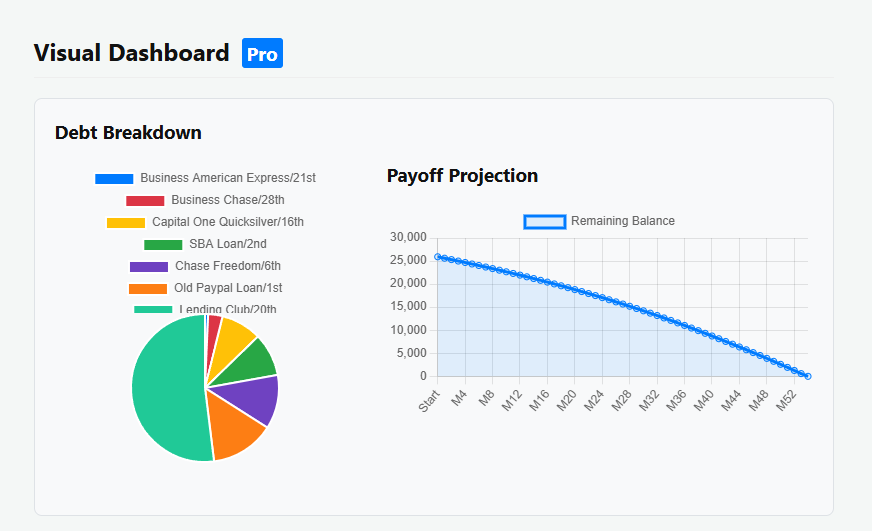 Visual Dashboard Pro
Debt Breakdown
Business American Express/21st
Business Chase/28th
Capital One Quicksilver/16th
SBA Loan/2nd
Chase Freedom/6th
Old Paypal Loan/1st
Lending Club/20th
Payoff Projection
Remaining Balance
30,000
25,000
20,000
15,000
10,000
5,000
0
Start M4 M8 M12 M16 M20 M24 M28 M32 M36 M40 M44 M48 M52